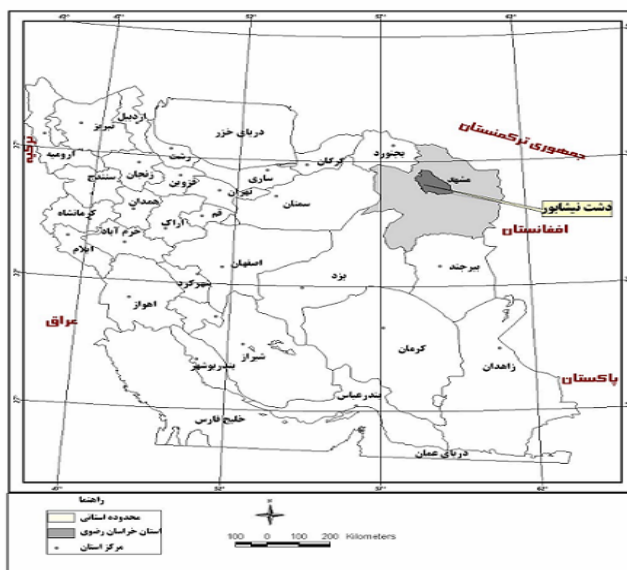 جمهوری ترکمنستان
ترکیه
اردبیل
تبریز
ارومیه
دریای خزر
رشت
گرگان
بجنورد
ساری
مشهد
زنجان
قزوین
سنندج
تهران
سمنان
همدان
قم
دشت نیشابور
کرمانشاه
اراک
افغانستان
خرم آباد
ایلام
اصفهان
یزد
بیرجند
شهرکرد
اهواز
عراق
شیراز
کرمان
بندربوشهر
زاهدان
پاکستان
بندرعباس
خلیج فارس
دریای عمان
راهنما
محدوده استانی
استان خراسان رضوی
مرکز استان
100 0 100 200 Kilometers